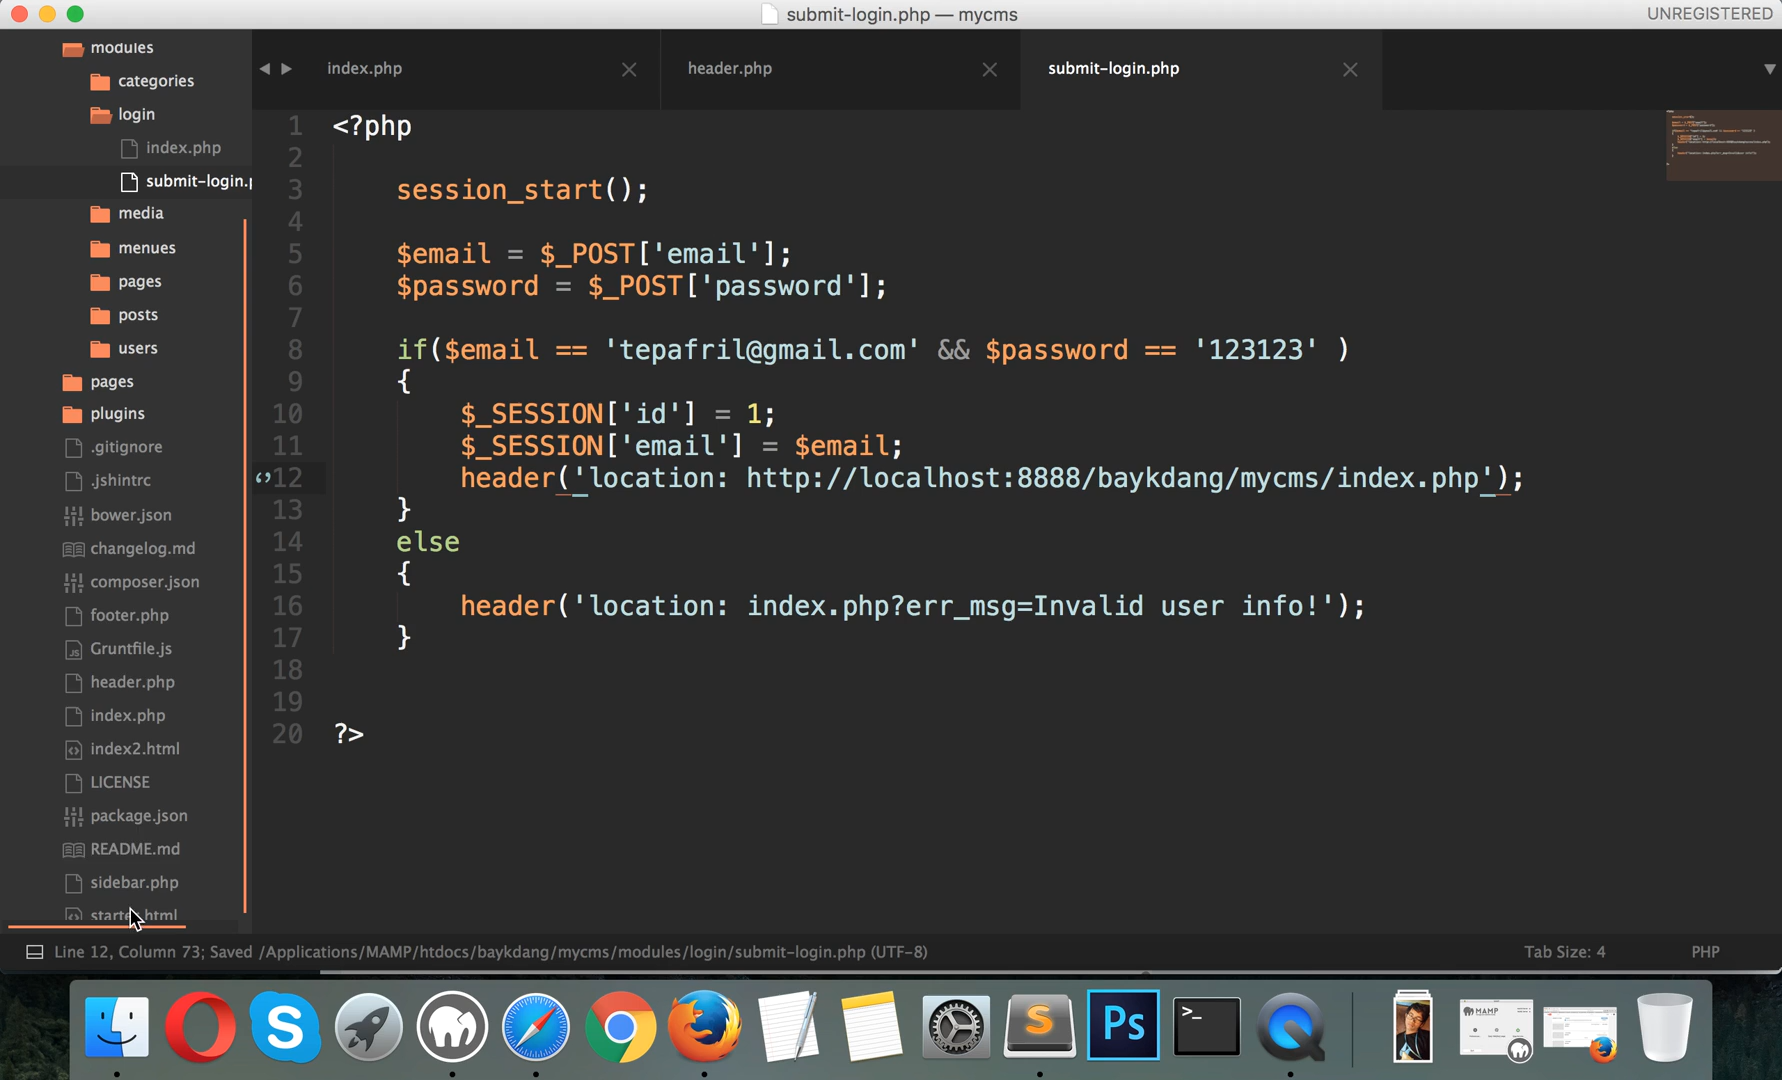 submit-login.php — mycms
UNREGISTERED
modules
categories
login
index.php
submit-login.p
media
menues
pages
posts
users
pages
plugins
.gitignore
.jshintrc
bower.json
changelog.md
composer.json
footer.php
Gruntfile.js
header.php
index.php
index2.html
LICENSE
package.json
README.md
sidebar.php
starte html
index.php
header.php
submit-login.php
1 <?php
2
3 session_start();
4
5 $email = $_POST['email'];
6 $password = $_POST['password'];
7
8 if($email == 'tepafril@gmail.com' && $password == '123123' )
9 {
10 $_SESSION['id'] = 1;
11 $_SESSION['email'] = $email;
12 header('location: http://localhost:8888/baykdang/mycms/index.php');
13 }
14 else
15 {
16 header('location: index.php?err_msg=Invalid user info!');
17 }
18
19
20 ?>
Line 12, Column 73; Saved /Applications/MAMP/htdocs/baykdang/mycms/modules/login/submit-login.php (UTF-8)
Tab Size: 4
PHP
S
S
Ps
>_
MAMP